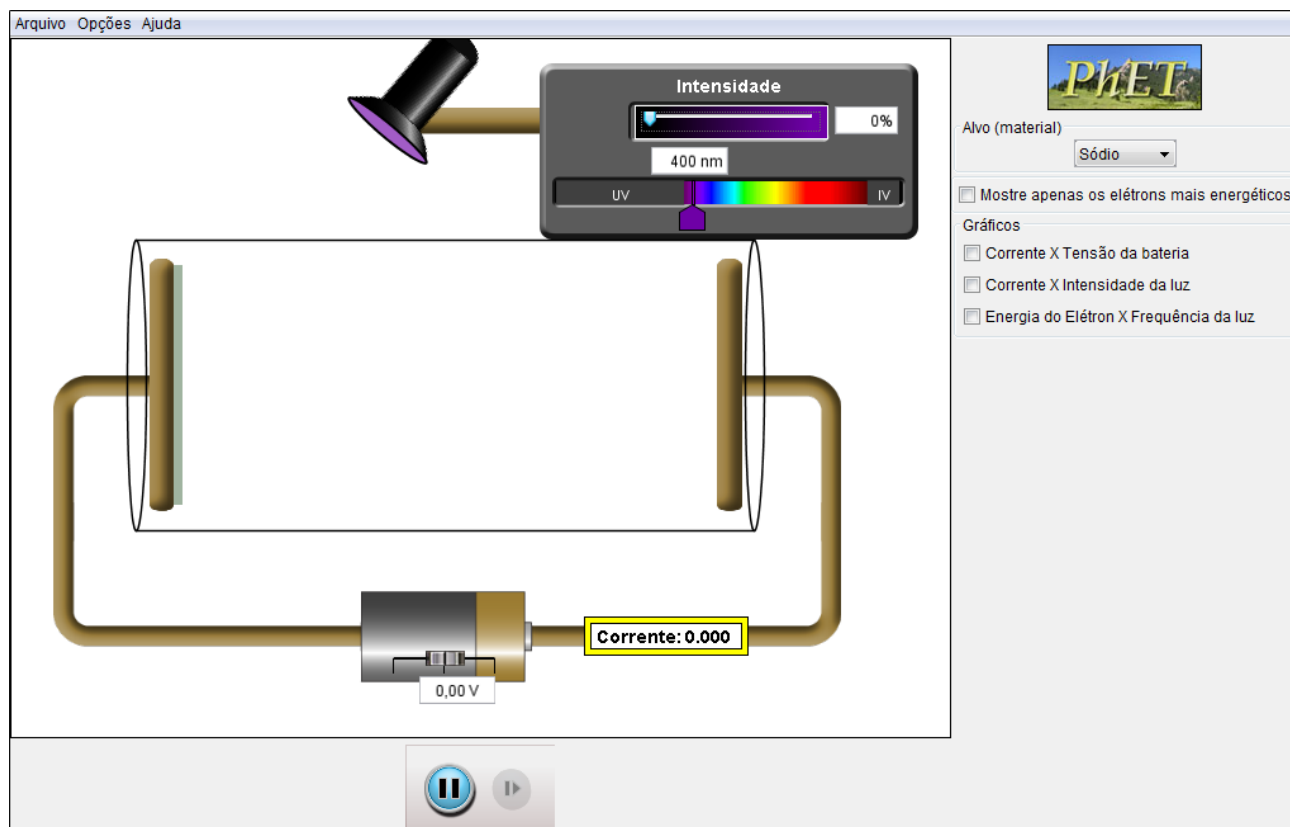 Arquivo Opções Ajuda
PhET
Intensidade
0%
Alvo (material)
Sódio
400 nm
UV IV
Mostre apenas os elétrons mais energéticos
Gráficos
Corrente X Tensão da bateria
Corrente X Intensidade da luz
Energia do Elétron X Frequência da luz
Corrente: 0.000
0,00 V